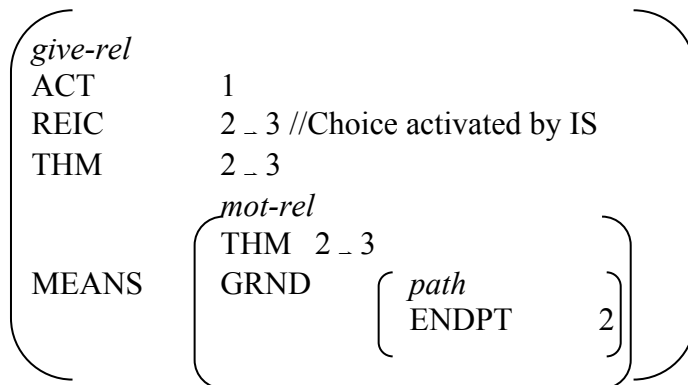 give-rel
ACT 1
REIC 2 _ 3 //Choice activated by IS
THM 2 _ 3
mot-rel
THM 2 _ 3
MEANS GRND path
ENDPT 2